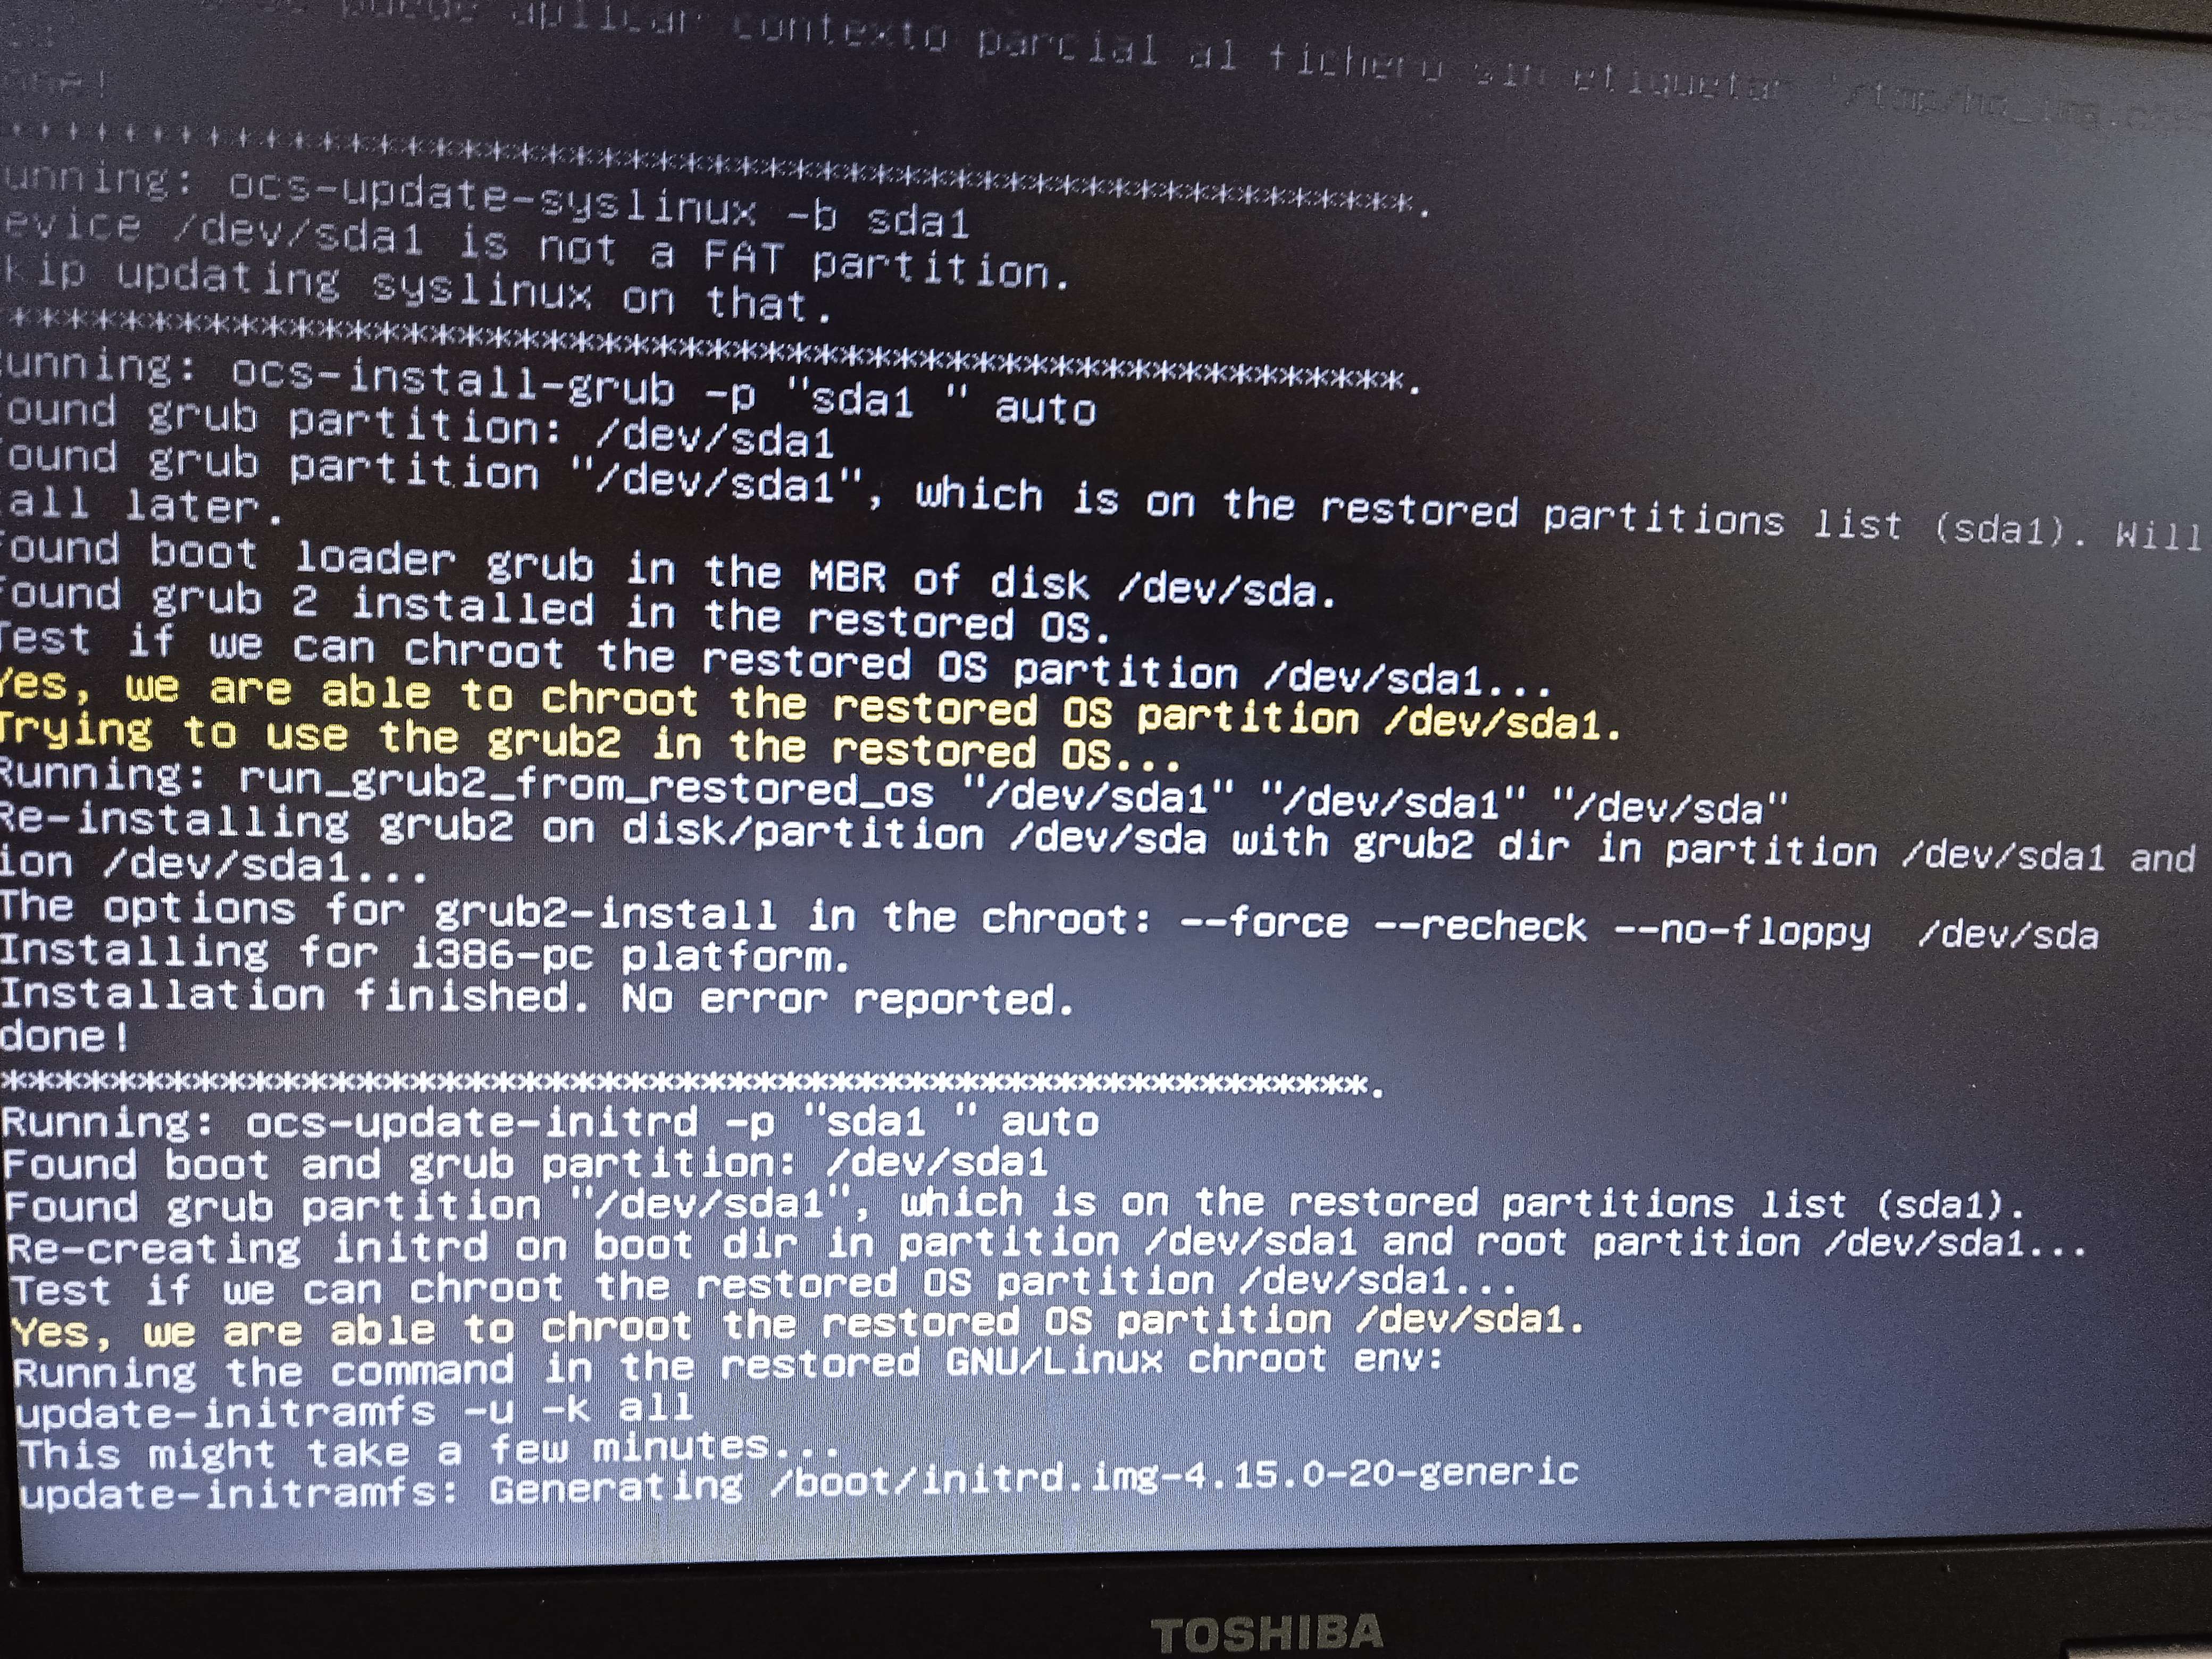 puede aplicar contexto parcial al fichero sin etiquetar
one!
***************************************************.
unning: ocs-update-syslinux -b sda1
evice /dev/sda1 is not a FAT partition.
kip updating syslinux on that.
***************************************************.
unning: ocs-install-grub -p "sda1 " auto
ound grub partition: /dev/sda1
ound grub partition "/dev/sda1", which is on the restored partitions list (sda1). Will
all later.
ound boot loader grub in the MBR of disk /dev/sda.
ound grub 2 installed in the restored OS.
Test if we can chroot the restored OS partition /dev/sda1...
Yes, we are able to chroot the restored OS partition /dev/sda1.
Trying to use the grub2 in the restored OS...
Running: run_grub2_from_restored_os "/dev/sda1" "/dev/sda1" "/dev/sda"
Re-installing grub2 on disk/partition /dev/sda with grub2 dir in partition /dev/sda1 and
ion /dev/sda1...
The options for grub2-install in the chroot: --force --recheck --no-floppy  /dev/sda
Installing for i386-pc platform.
Installation finished. No error reported.
done!
***************************************************.
Running: ocs-update-initrd -p "sda1 " auto
Found boot and grub partition: /dev/sda1
Found grub partition "/dev/sda1", which is on the restored partitions list (sda1).
Re-creating initrd on boot dir in partition /dev/sda1 and root partition /dev/sda1...
Test if we can chroot the restored OS partition /dev/sda1...
Yes, we are able to chroot the restored OS partition /dev/sda1.
Running the command in the restored GNU/Linux chroot env:
update-initramfs -u -k all
This might take a few minutes...
update-initramfs: Generating /boot/initrd.img-4.15.0-20-generic
TOSHIBA